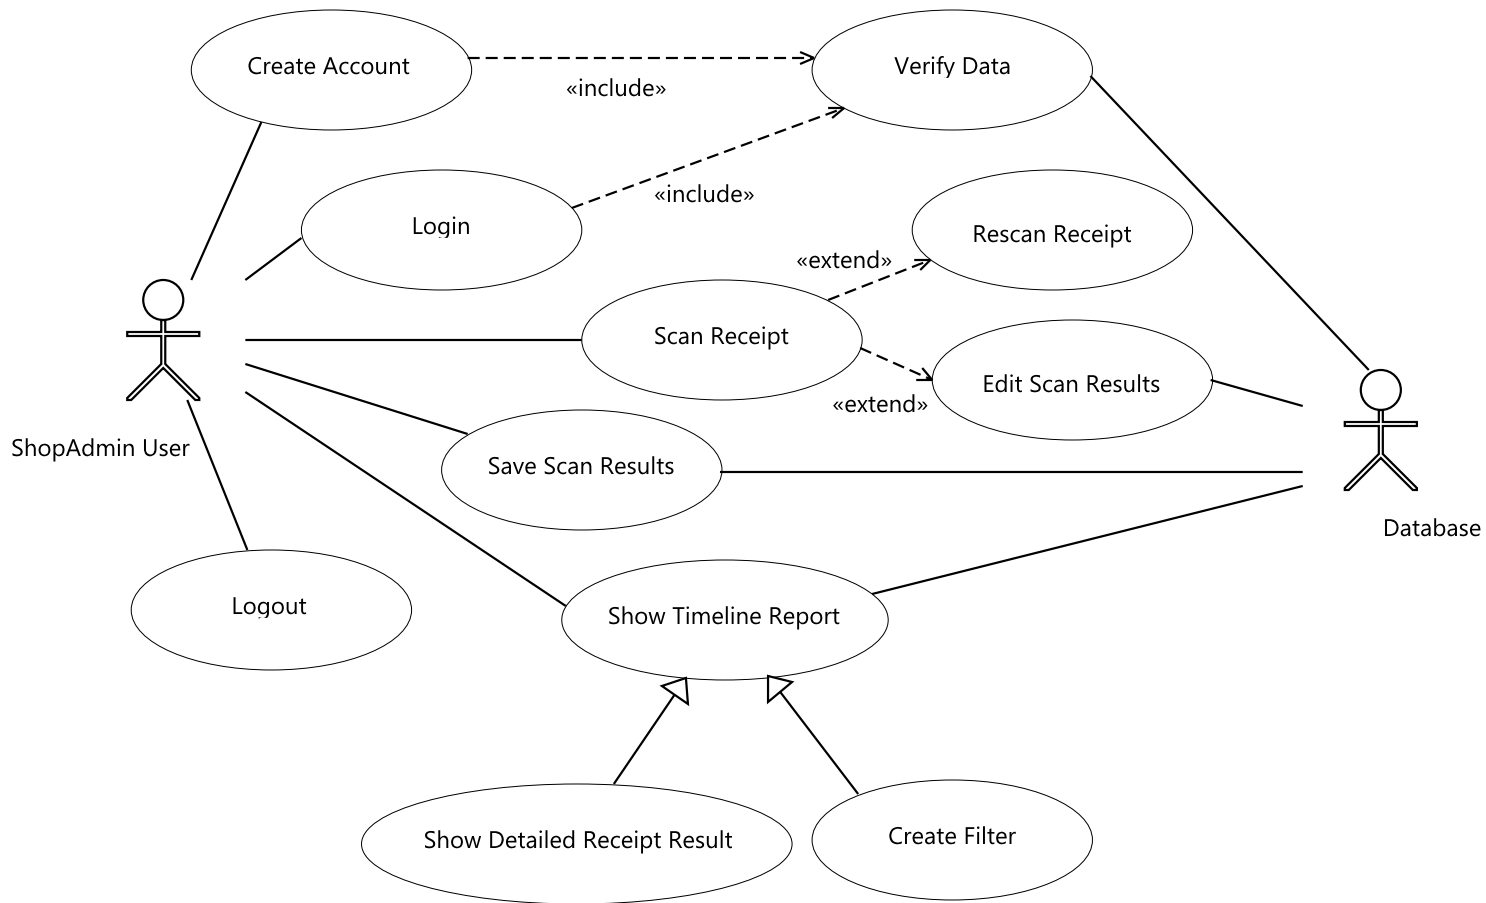 Create Account
Verify Data
«include»
Login
«include»
Rescan Receipt
«extend»
Scan Receipt
Edit Scan Results
«extend»
ShopAdmin User
Save Scan Results
Database
Logout
Show Timeline Report
Show Detailed Receipt Result
Create Filter